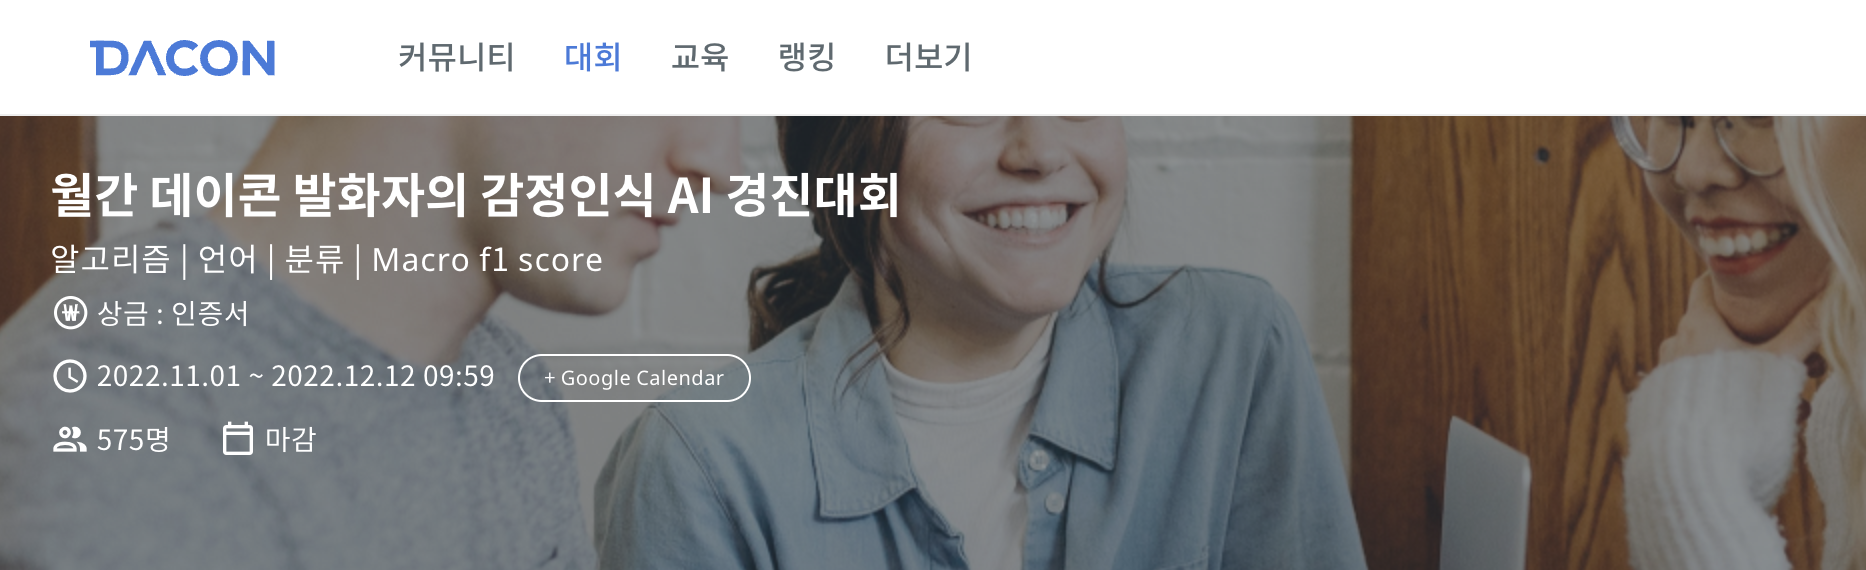 DACON 커뮤니티 대회 교육 랭킹 더보기
월간 데이콘 발화자의 감정인식 AI 경진대회
알고리즘 | 언어 | 분류 | Macro f1 score
₩ 상금 : 인증서
2022.11.01 ~ 2022.12.12 09:59 + Google Calendar
575명 마감